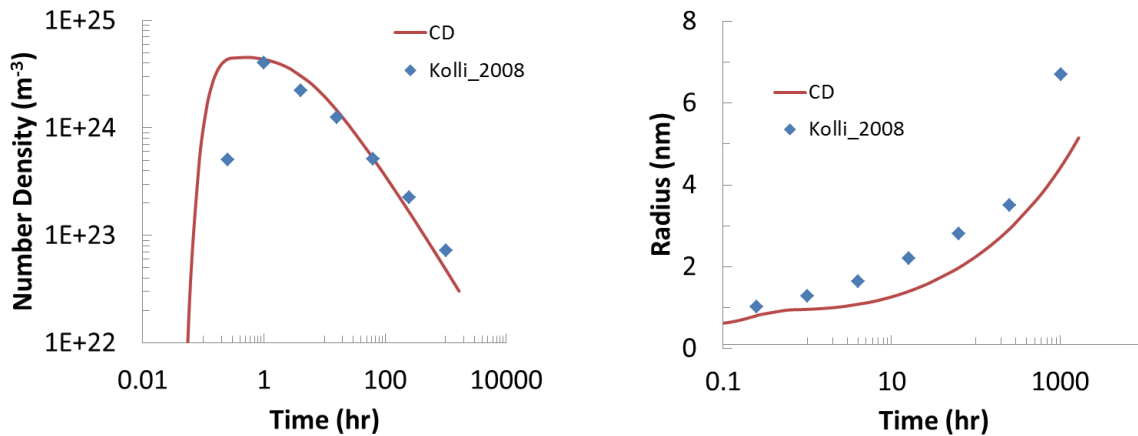 1E+25
1E+24
1E+23
1E+22
0.01 1 100 10000
Number Density (m⁻³)
Time (hr)
CD
Kolli_2008
8
6
4
2
0
0.1 10 1000
Radius (nm)
Time (hr)
CD
Kolli_2008